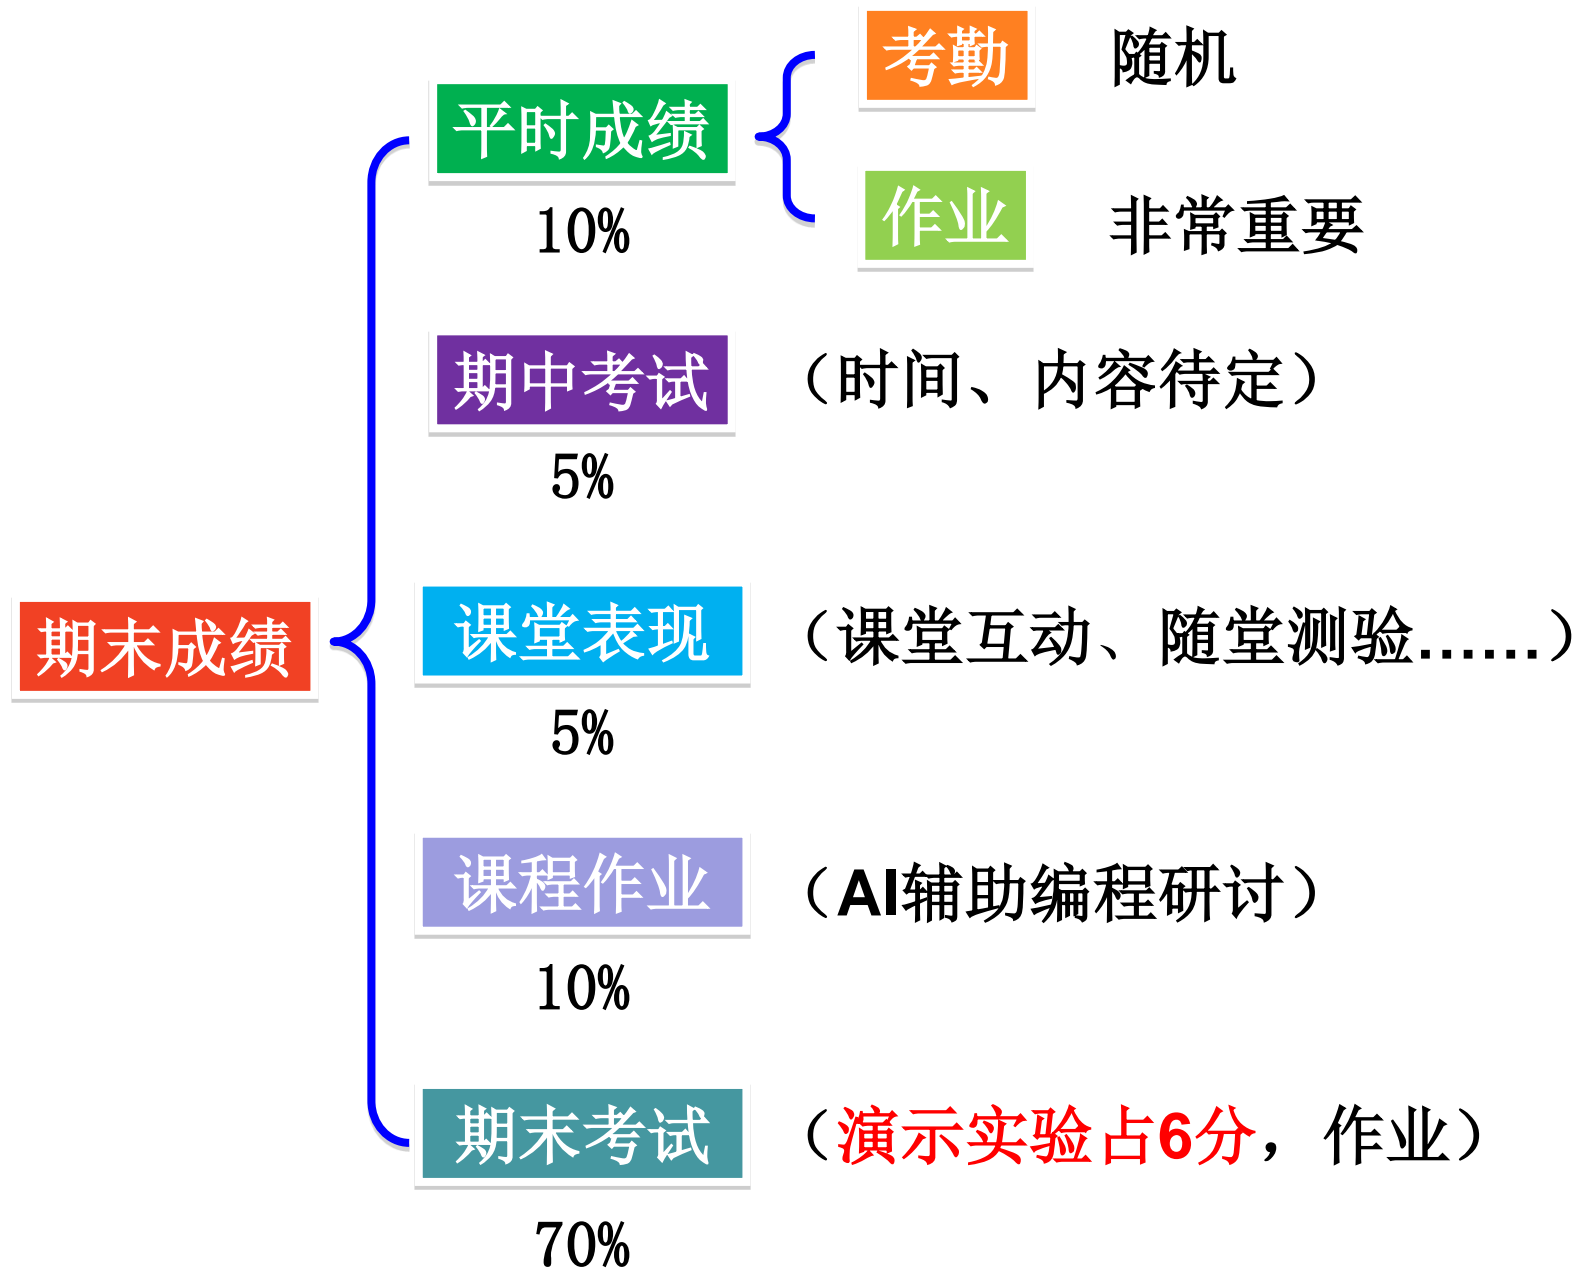 考勤 随机
平时成绩
10%
作业 非常重要
期中考试 （时间、内容待定）
5%
期末成绩
课堂表现 （课堂互动、随堂测验……）
5%
课程作业 （AI辅助编程研讨）
10%
期末考试 （演示实验占6分，作业）
70%